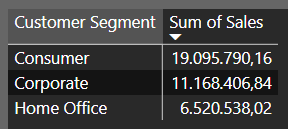 Customer Segment Sum of Sales
Consumer 19.095.790,16
Corporate 11.168.406,84
Home Office 6.520.538,02